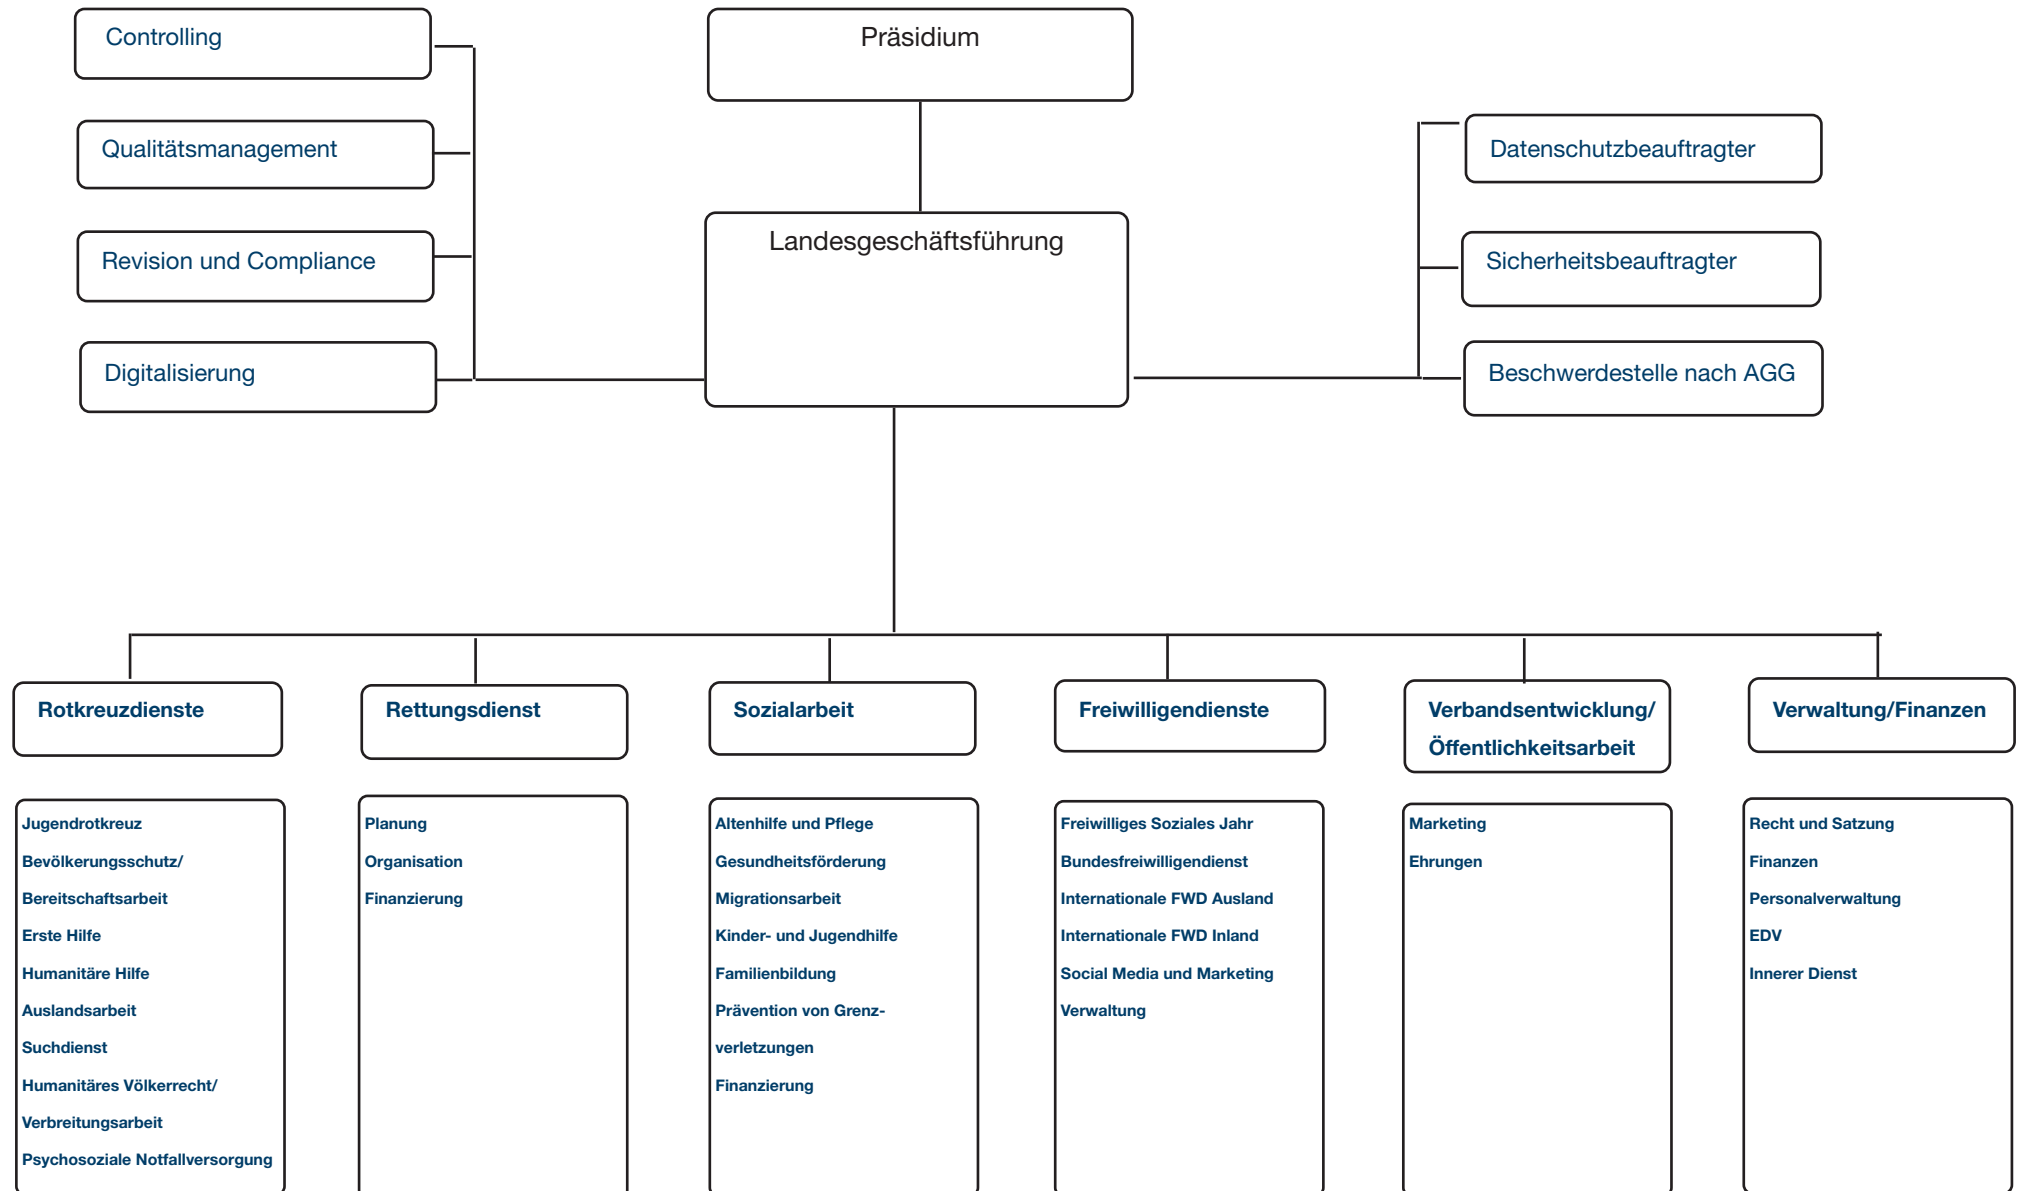 Controlling
Qualitätsmanagement
Revision und Compliance
Digitalisierung
Präsidium
Landesgeschäftsführung
Datenschutzbeauftragter
Sicherheitsbeauftragter
Beschwerdestelle nach AGG
Rotkreuzdienste
Jugendrotkreuz
Bevölkerungsschutz/
Bereitschaftsarbeit
Erste Hilfe
Humanitäre Hilfe
Auslandsarbeit
Suchdienst
Humanitäres Völkerrecht/
Verbreitungsarbeit
Psychosoziale Notfallversorgung
Rettungsdienst
Planung
Organisation
Finanzierung
Sozialarbeit
Altenhilfe und Pflege
Gesundheitsförderung
Migrationsarbeit
Kinder- und Jugendhilfe
Familienbildung
Prävention von Grenz-
verletzungen
Finanzierung
Freiwilligendienste
Freiwilliges Soziales Jahr
Bundesfreiwilligendienst
Internationale FWD Ausland
Internationale FWD Inland
Social Media und Marketing
Verwaltung
Verbandsentwicklung/
Öffentlichkeitsarbeit
Marketing
Ehrungen
Verwaltung/Finanzen
Recht und Satzung
Finanzen
Personalverwaltung
EDV
Innerer Dienst